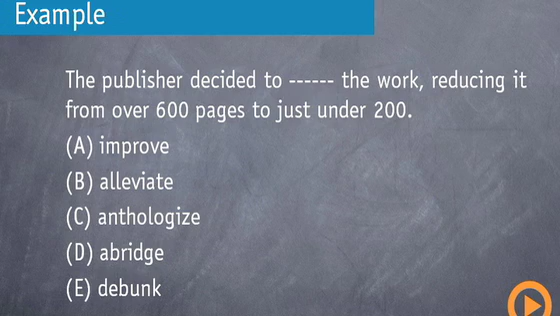 Example
The publisher decided to ------ the work, reducing it
from over 600 pages to just under 200.
(A) improve
(B) alleviate
(C) anthologize
(D) abridge
(E) debunk